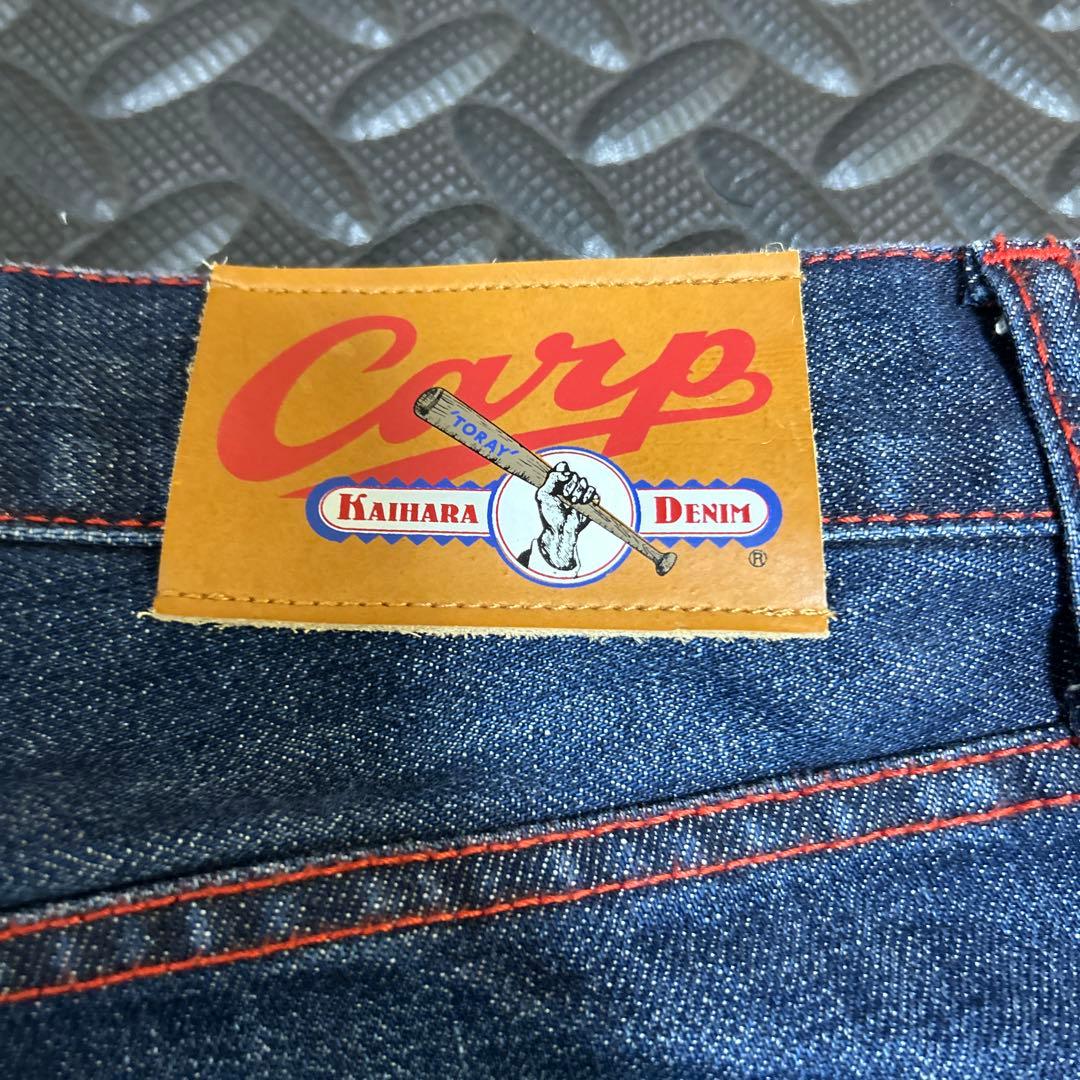 Carp
'TORAY'
KAIHARA DENIM
®